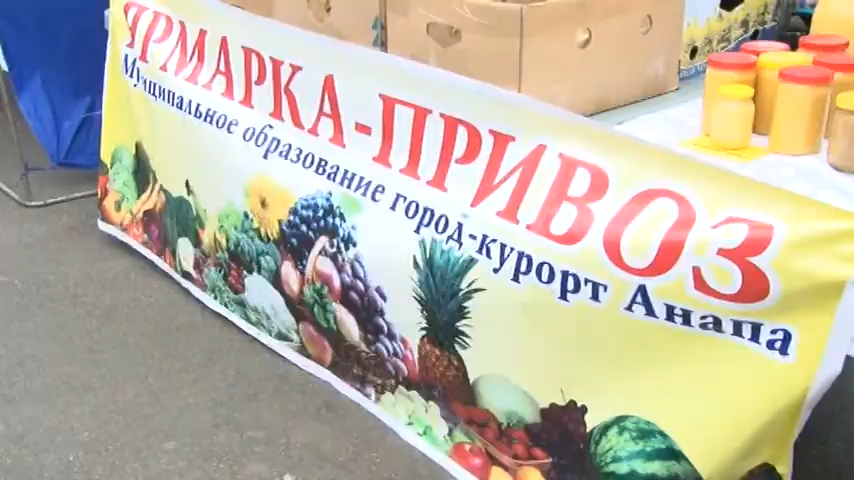 ЯРМАРКА-ПРИВОЗ
Муниципальное образование город-курорт Анапа